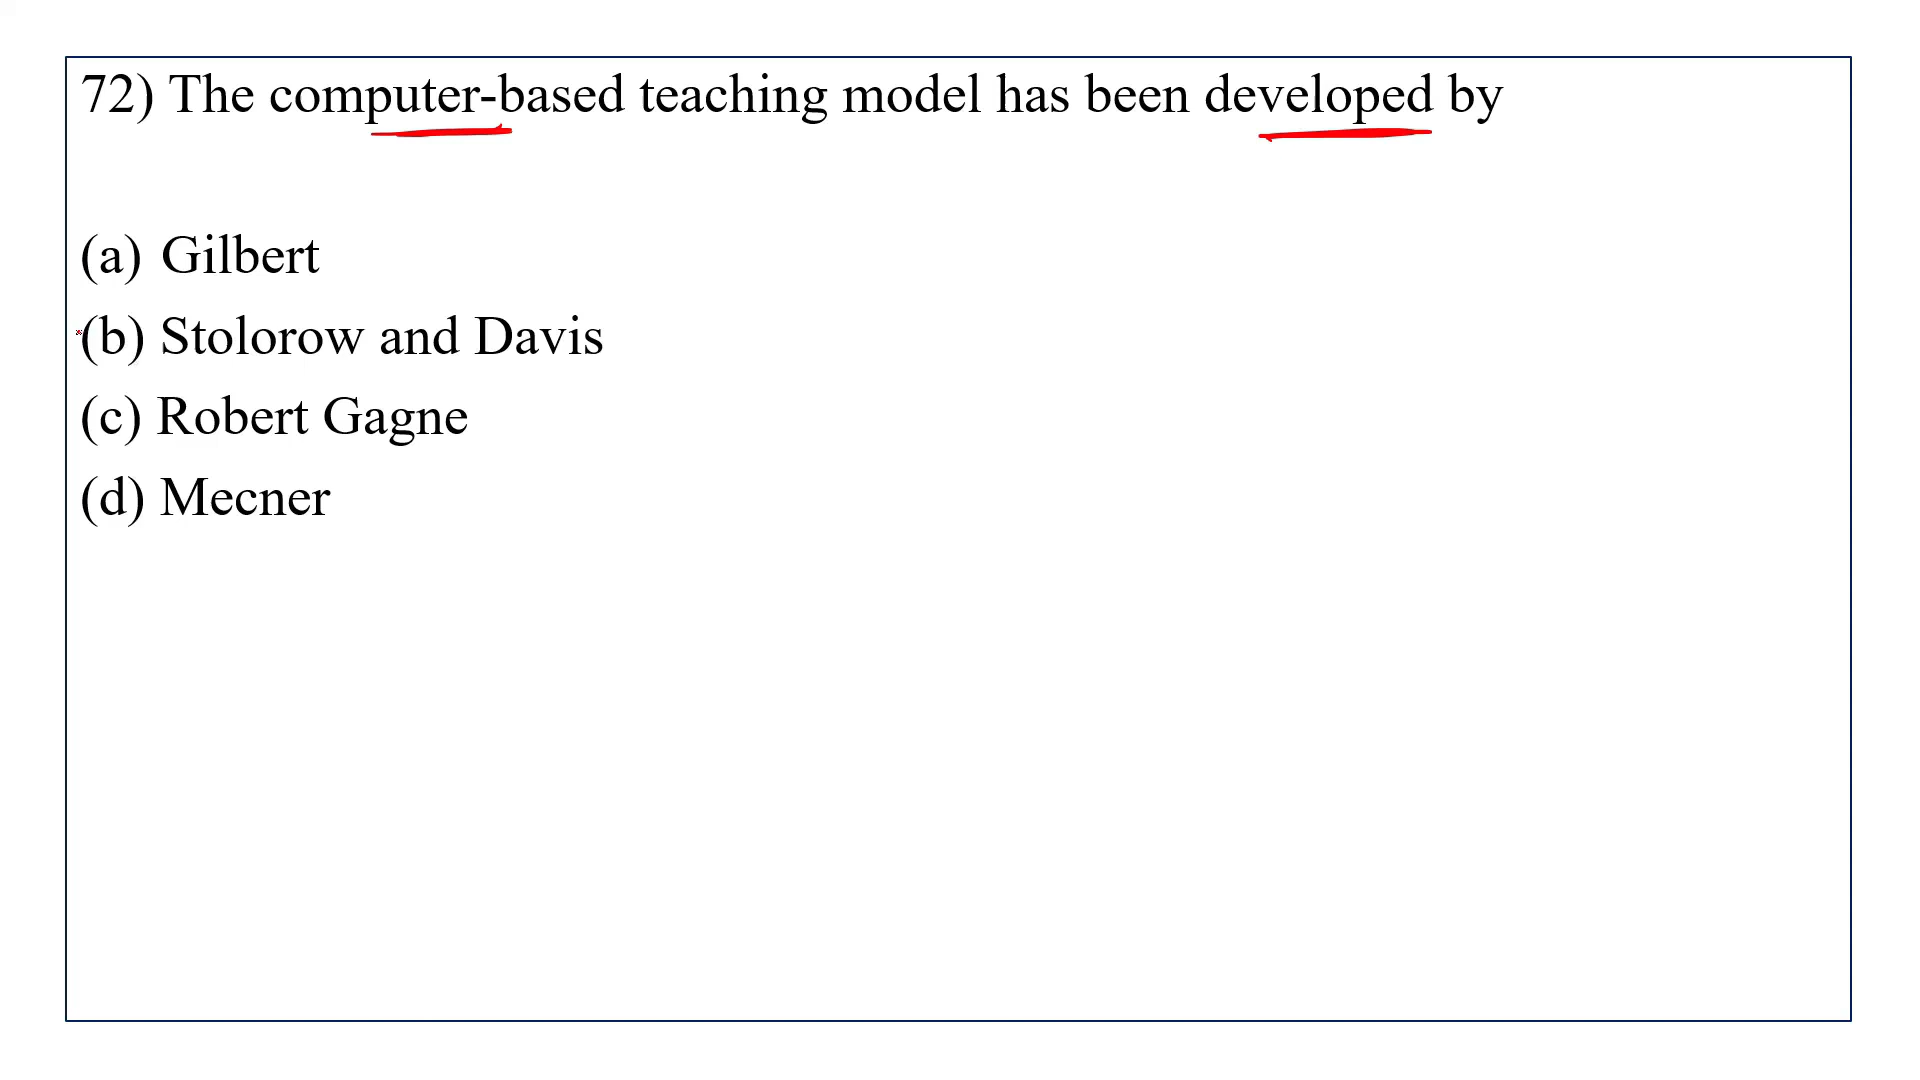 72) The computer-based teaching model has been developed by
(a) Gilbert
(b) Stolorow and Davis
(c) Robert Gagne
(d) Mecner